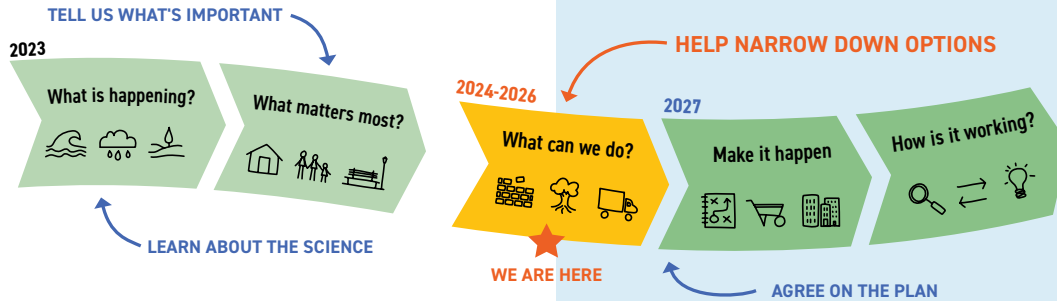 TELL US WHAT'S IMPORTANT
2023
What is happening?
What matters most?
LEARN ABOUT THE SCIENCE
HELP NARROW DOWN OPTIONS
2024-2026
What can we do?
WE ARE HERE
2027
Make it happen
How is it working?
AGREE ON THE PLAN